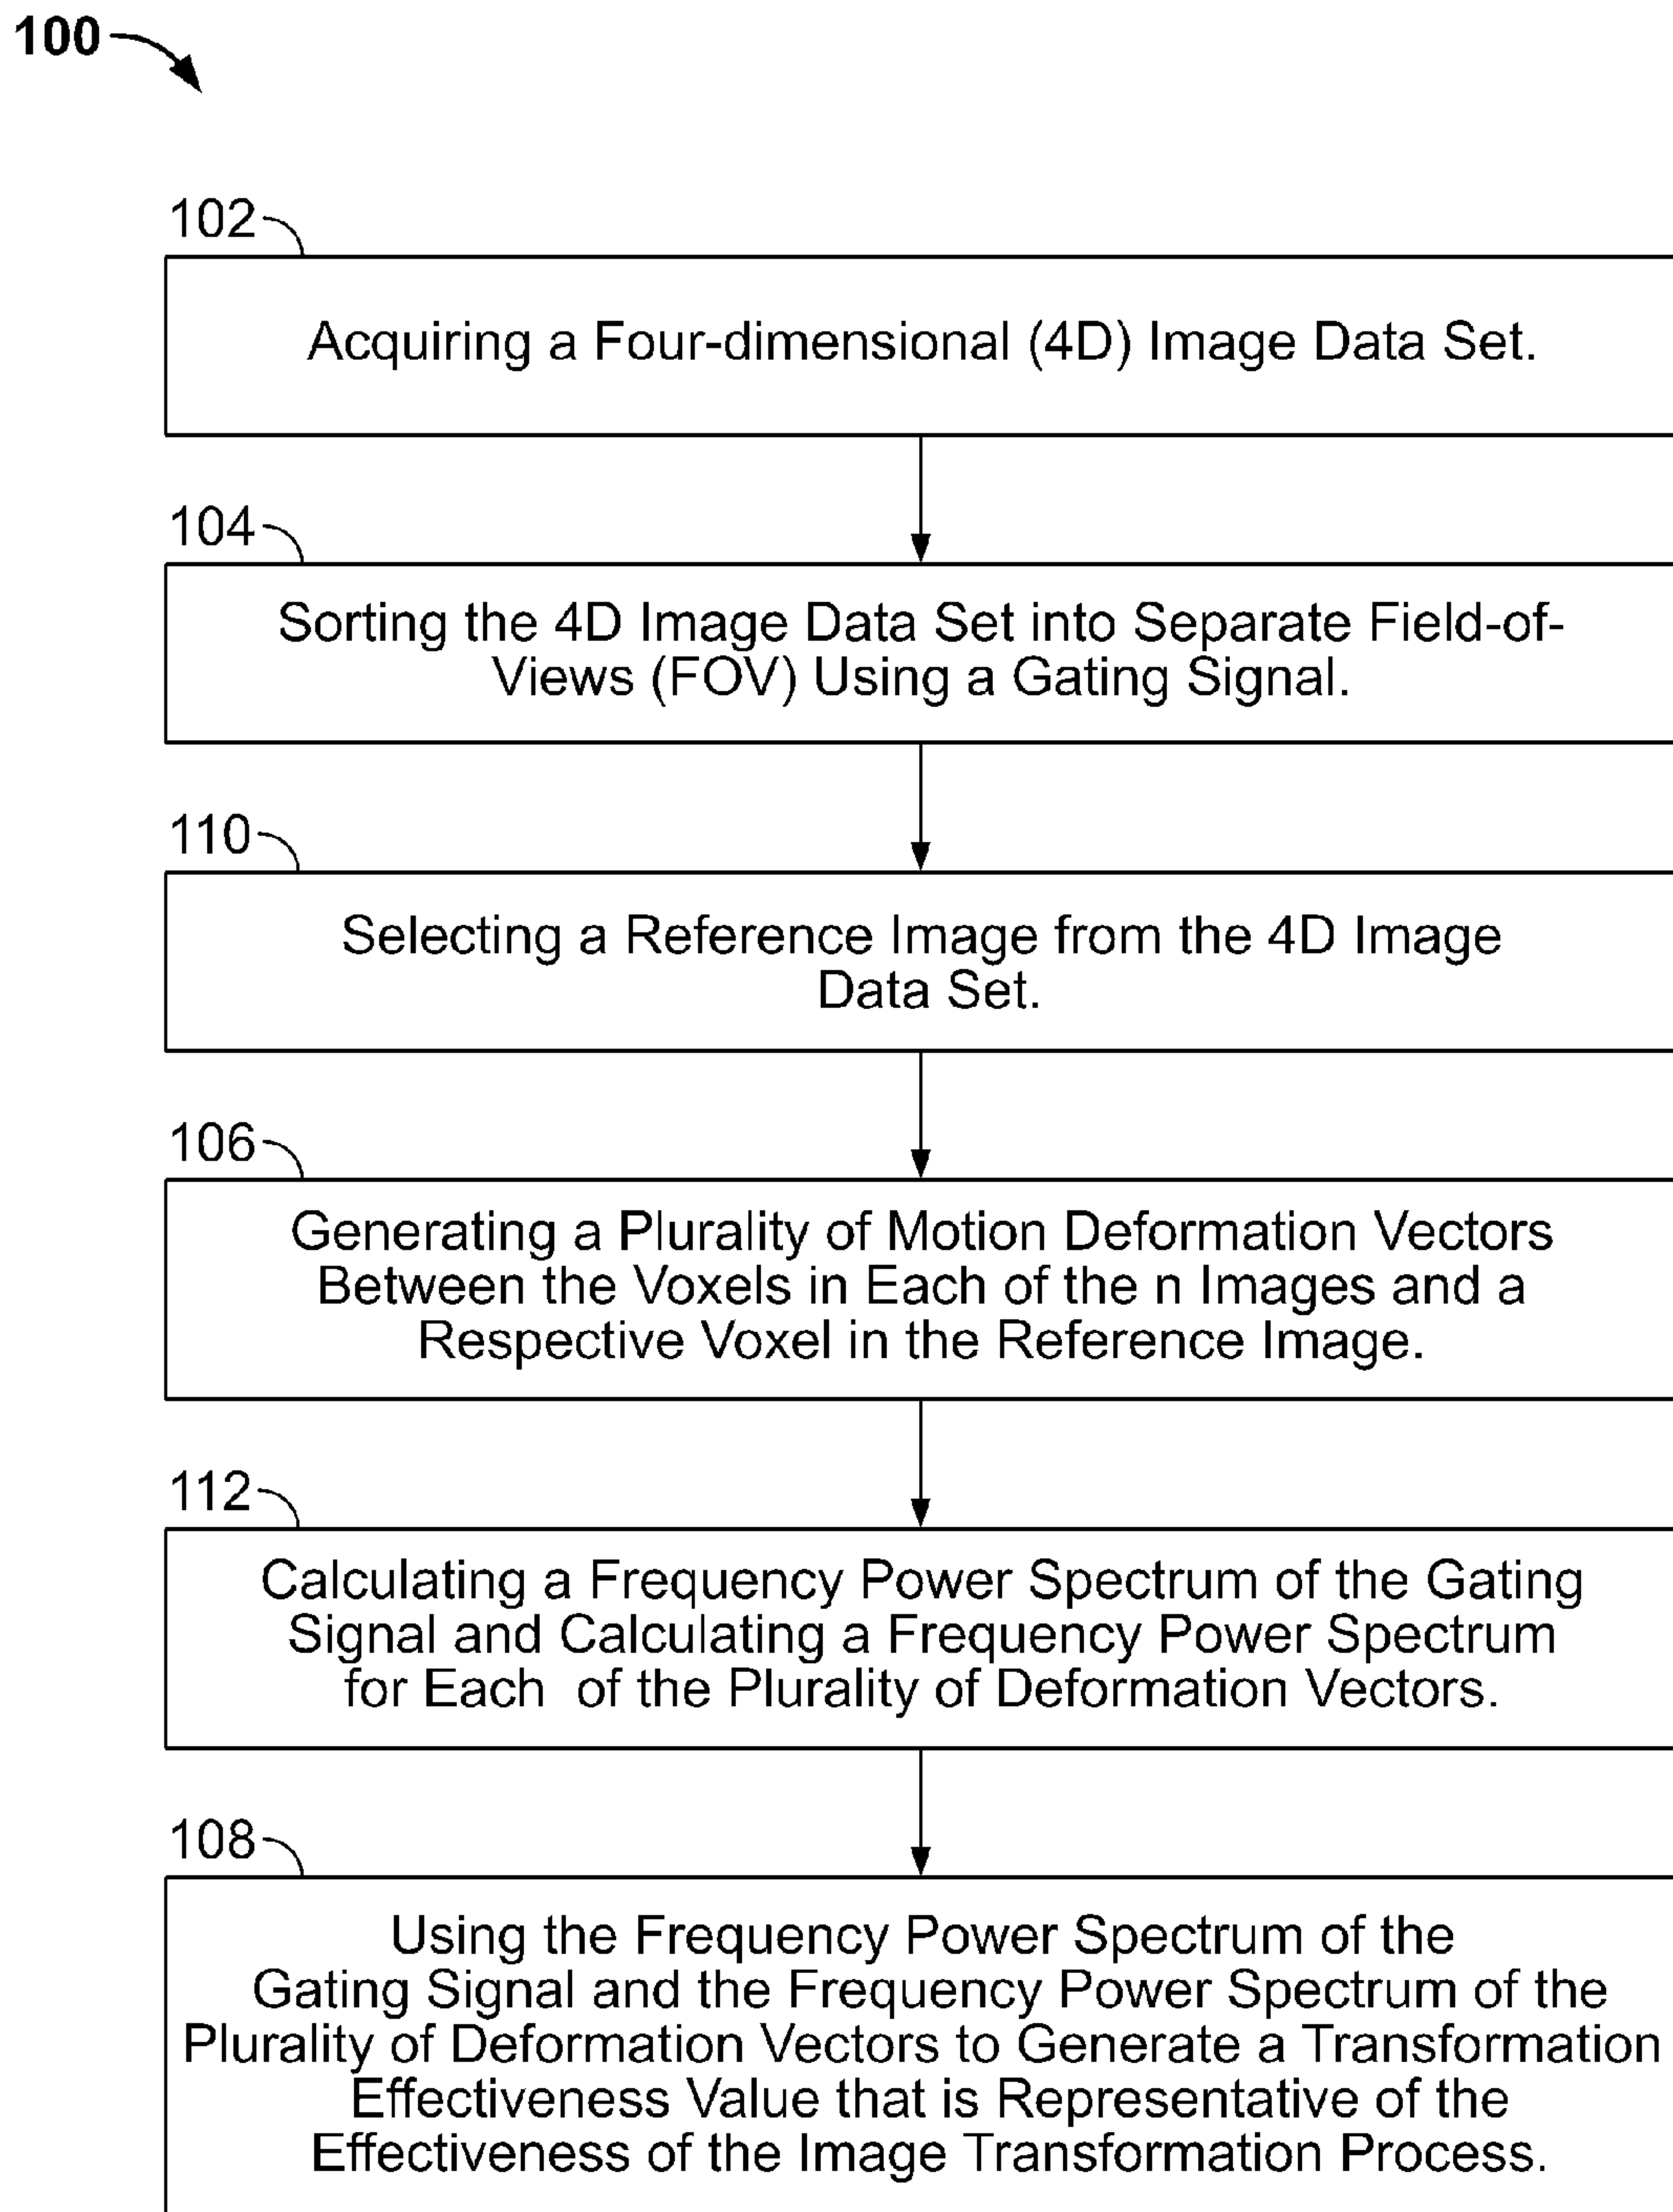 100
102
Acquiring a Four-dimensional (4D) Image Data Set.
104
Sorting the 4D Image Data Set into Separate Field-of-
Views (FOV) Using a Gating Signal.
110
Selecting a Reference Image from the 4D Image
Data Set.
106
Generating a Plurality of Motion Deformation Vectors
Between the Voxels in Each of the n Images and a
Respective Voxel in the Reference Image.
112
Calculating a Frequency Power Spectrum of the Gating
Signal and Calculating a Frequency Power Spectrum
for Each of the Plurality of Deformation Vectors.
108
Using the Frequency Power Spectrum of the
Gating Signal and the Frequency Power Spectrum of the
Plurality of Deformation Vectors to Generate a Transformation
Effectiveness Value that is Representative of the
Effectiveness of the Image Transformation Process.